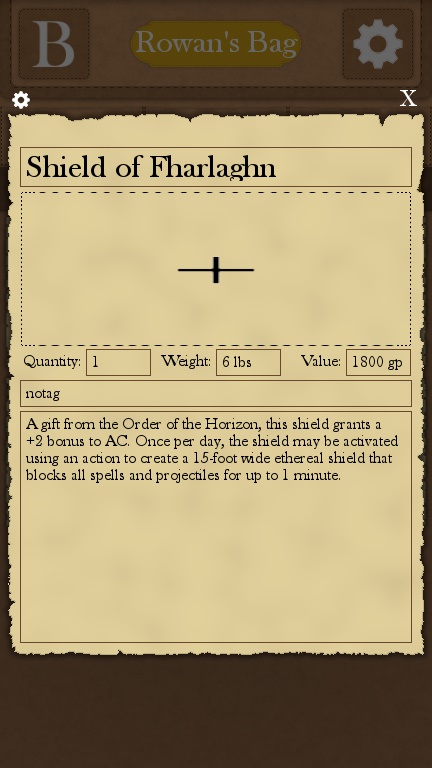 B
Rowan's Bag
X
Shield of Fharlaghn
Quantity: 1 Weight: 6 lbs Value: 1800 gp
notag
A gift from the Order of the Horizon, this shield grants a
+2 bonus to AC. Once per day, the shield may be activated
using an action to create a 15-foot wide ethereal shield that
blocks all spells and projectiles for up to 1 minute.